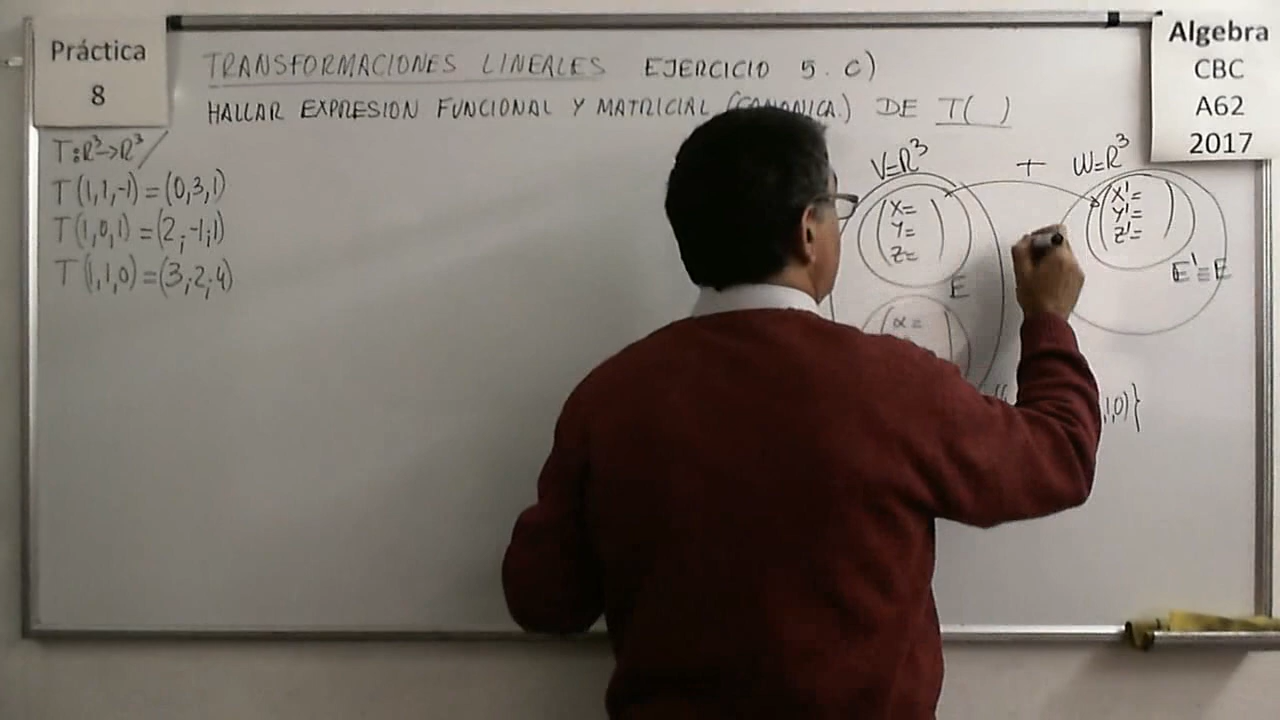 Práctica
8
TRANSFORMACIONES LINEALES EJERCICIO 5. C)
HALLAR EXPRESION FUNCIONAL Y MATRICIAL (CANONICA.) DE T( )
Algebra
CBC
A62
2017
T:R³→R³/
T(1,1,-1)=(0,3,1)
T(1,0,1)=(2,-1,1)
T(1,1,0)=(3,2,4)
V=R³
W=R³
X=
Y=
Z=
E
X'=
Y'=
Z'=
E'≡E
α=
1,0)}